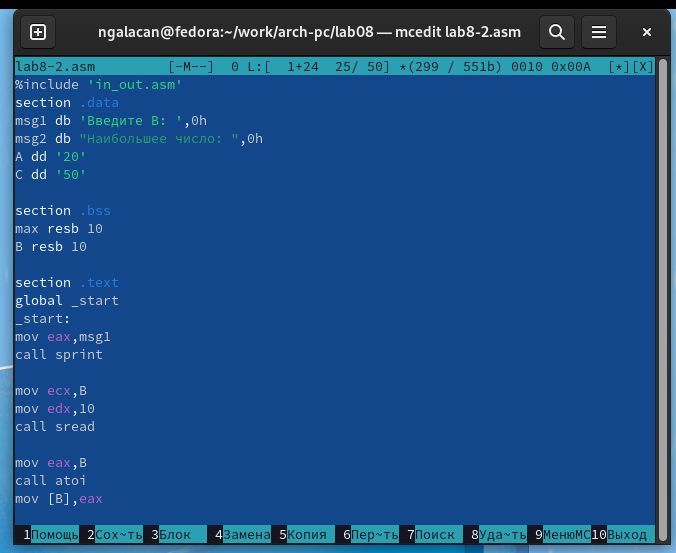 ngalacan@fedora:~/work/arch-pc/lab08 — mcedit lab8-2.asm
lab8-2.asm [-M--] 0 L:[ 1+24 25/ 50] *(299 / 551b) 0010 0x00A [*][X]
%include 'in_out.asm'
section .data
msg1 db 'Введите B: ',0h
msg2 db "Наибольшее число: ",0h
A dd '20'
C dd '50'
section .bss
max resb 10
B resb 10
section .text
global _start
_start:
mov eax,msg1
call sprint
mov ecx,B
mov edx,10
call sread
mov eax,B
call atoi
mov [B],eax
1Помощь 2Сох~ть 3Блок 4Замена 5Копия 6Пер~ть 7Поиск 8Уда~ть 9МенюMC 10Выход